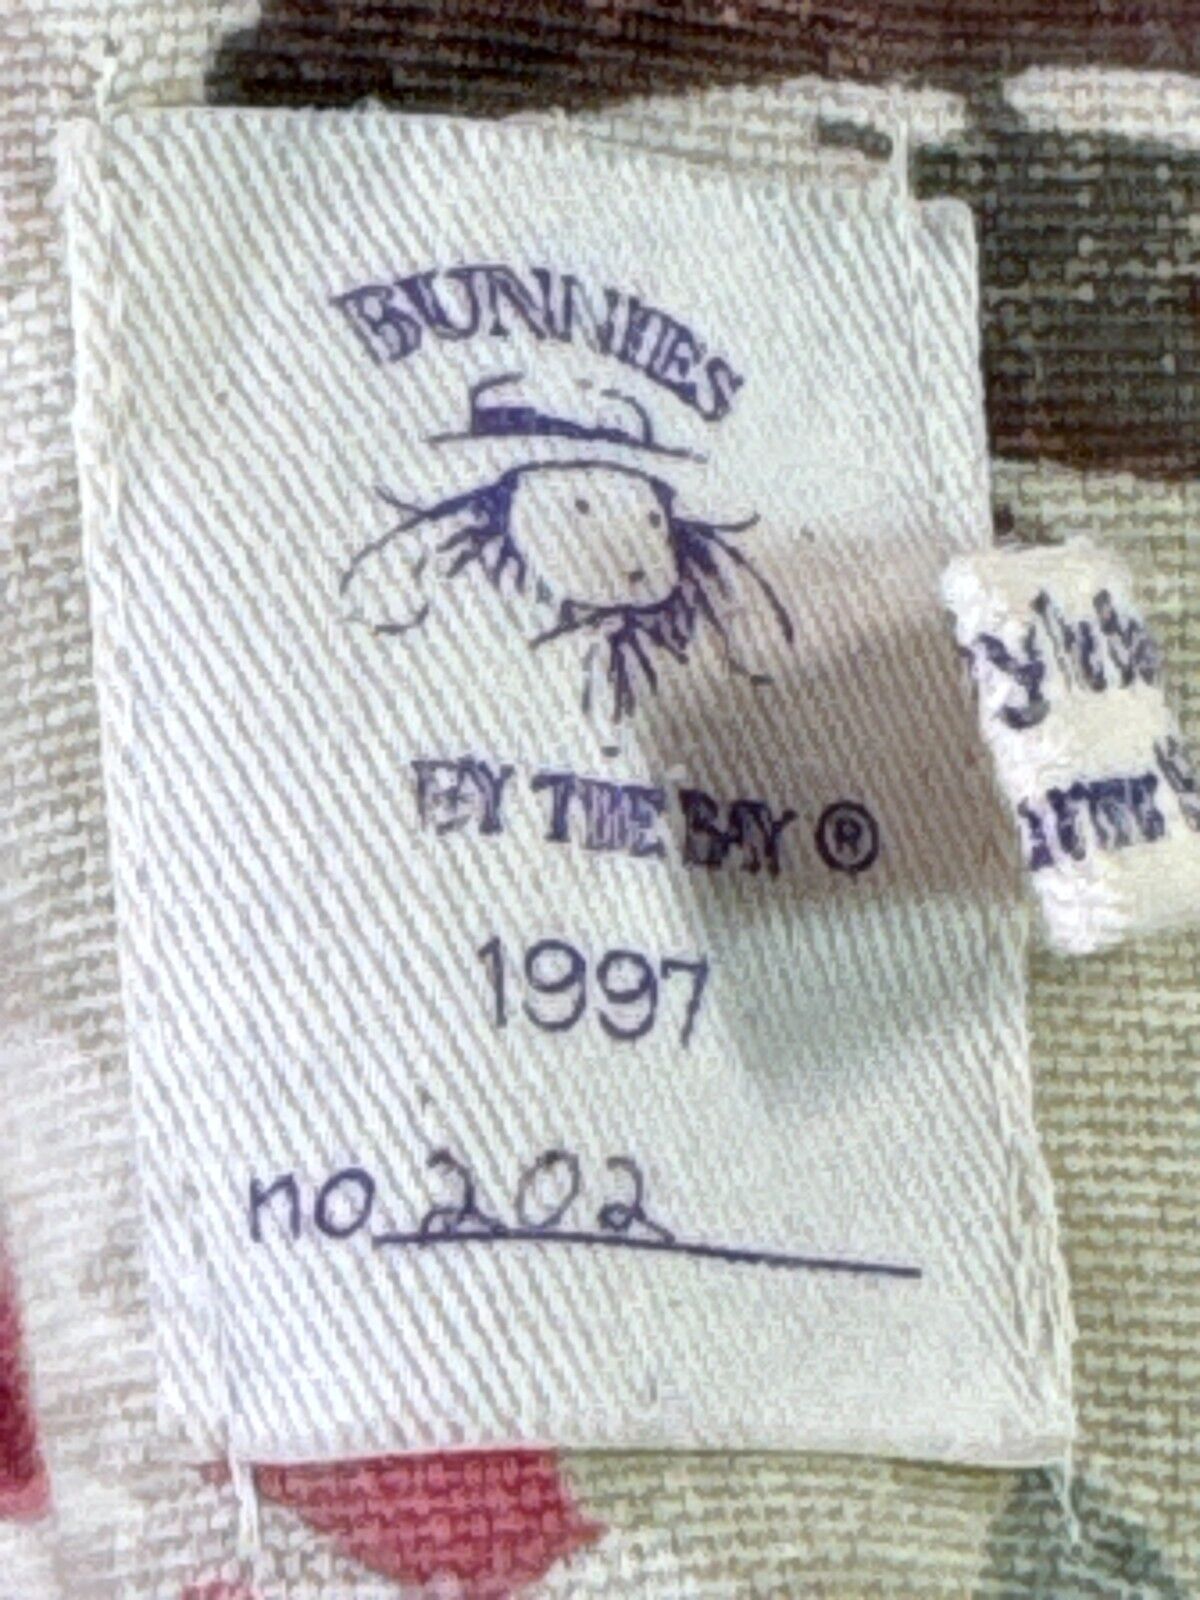 BUNNIES
BY THE BAY ®
1997
no 202